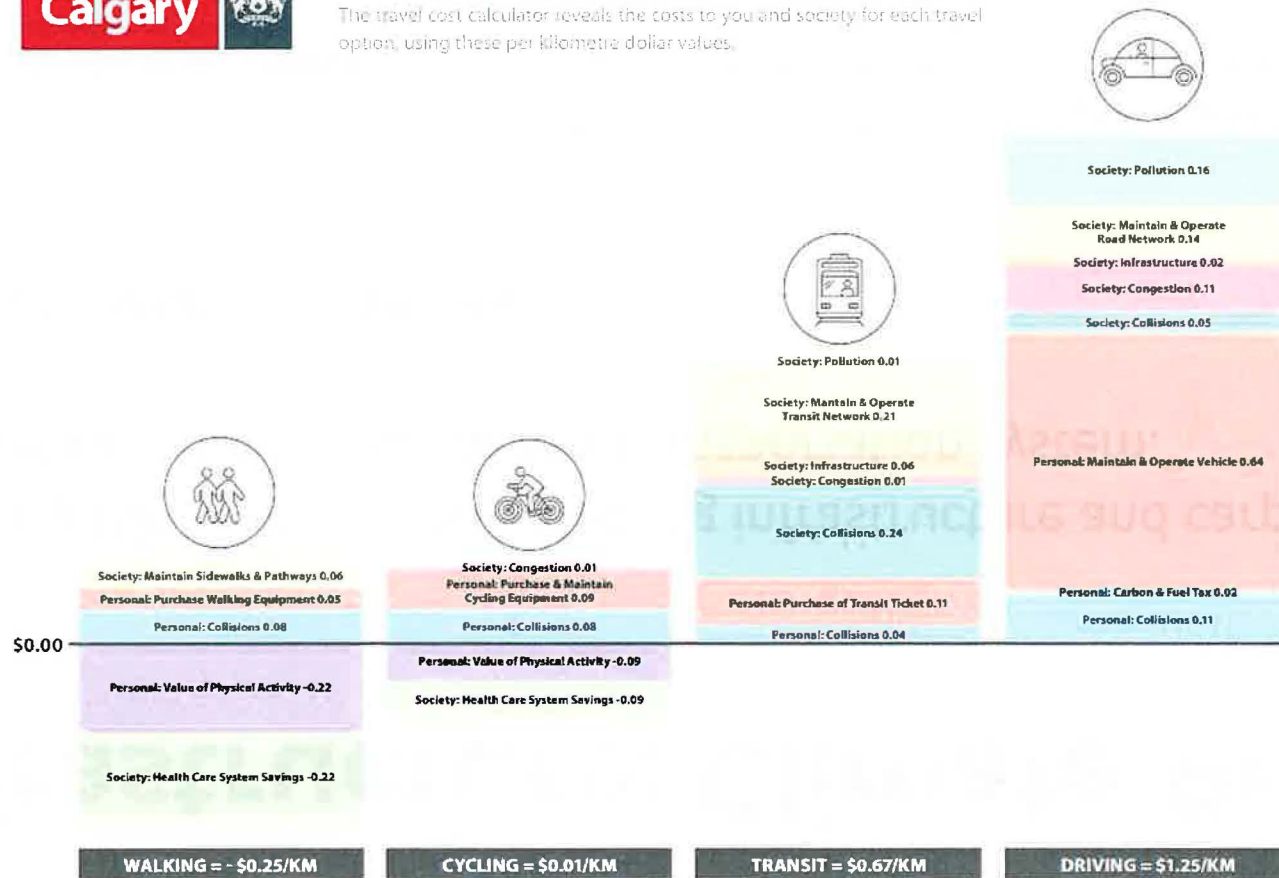 Calgary
The travel cost calculator reveals the costs to you and society for each travel
option, using these per kilometre dollar values.
Society: Pollution 0.16
Society: Maintain & Operate
Road Network 0.14
Society: Infrastructure 0.02
Society: Congestion 0.11
Society: Collisions 0.05
Personal: Maintain & Operate Vehicle 0.64
Personal: Carbon & Fuel Tax 0.02
Personal: Collisions 0.11
Society: Pollution 0.01
Society: Mantain & Operate
Transit Network 0.21
Society: Infrastructure 0.06
Society: Congestion 0.01
Society: Collisions 0.24
Personal: Purchase of Transit Ticket 0.11
Personal: Collisions 0.04
Society: Congestion 0.01
Personal: Purchase & Maintain
Cycling Equipment 0.09
Personal: Collisions 0.08
Personal: Value of Physical Activity -0.09
Society: Health Care System Savings -0.09
Society: Maintain Sidewalks & Pathways 0.06
Personal: Purchase Walking Equipment 0.05
Personal: Collisions 0.08
$0.00
Personal: Value of Physical Activity -0.22
Society: Health Care System Savings -0.22
WALKING = - $0.25/KM
CYCLING = $0.01/KM
TRANSIT = $0.67/KM
DRIVING = $1.25/KM